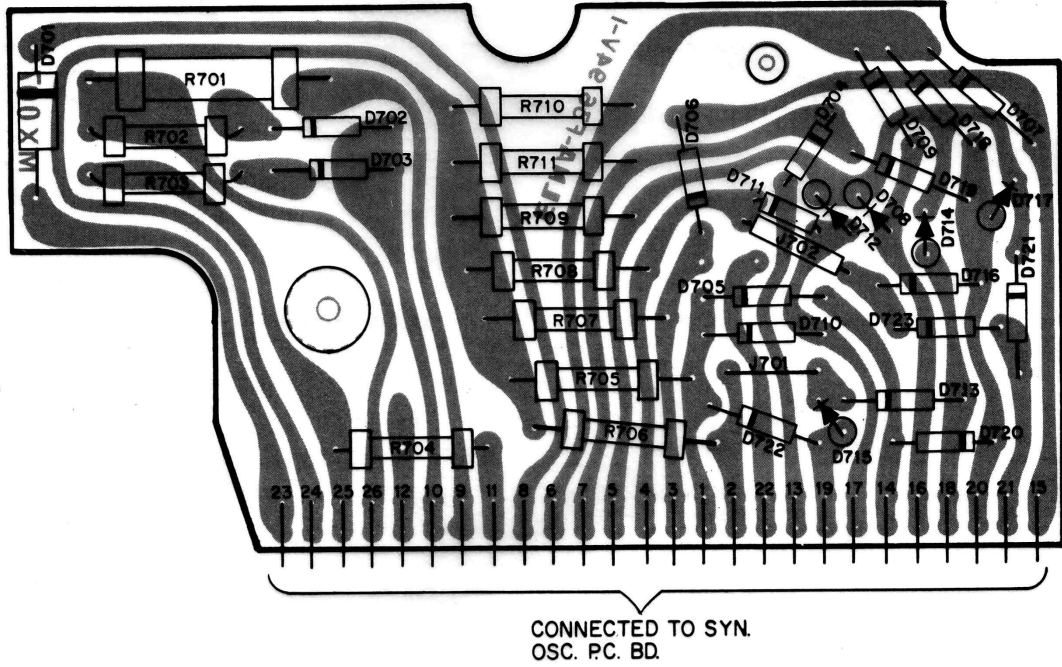 D701
R701
R702
R703
D702
D703
R710
R711
R709
R708
R707
R705
R706
R704
D706
D704
D709
D718
D707
D719
D711
D708
D712
J702
D714
D717
D721
D705
D716
D710
D723
J701
D713
D722
D715
D720
23 24 25 26 12 10 9 11 8 6 7 5 4 3 1 2 22 13 19 17 14 16 18 20 21 15
CONNECTED TO SYN.
OSC. P.C. BD.